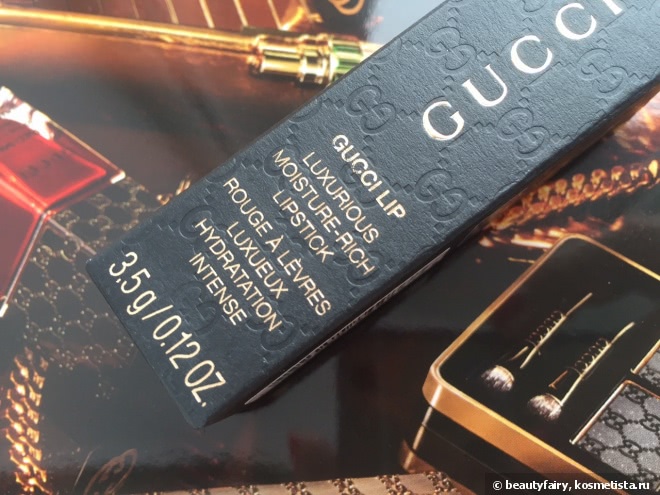 GUCCI
GUCCI LIP
LUXURIOUS
MOISTURE-RICH
LIPSTICK
ROUGE À LÈVRES
LUXUEUX
HYDRATATION
INTENSE
3.5 g/0.12 OZ.
© beautyfairy, kosmetista.ru